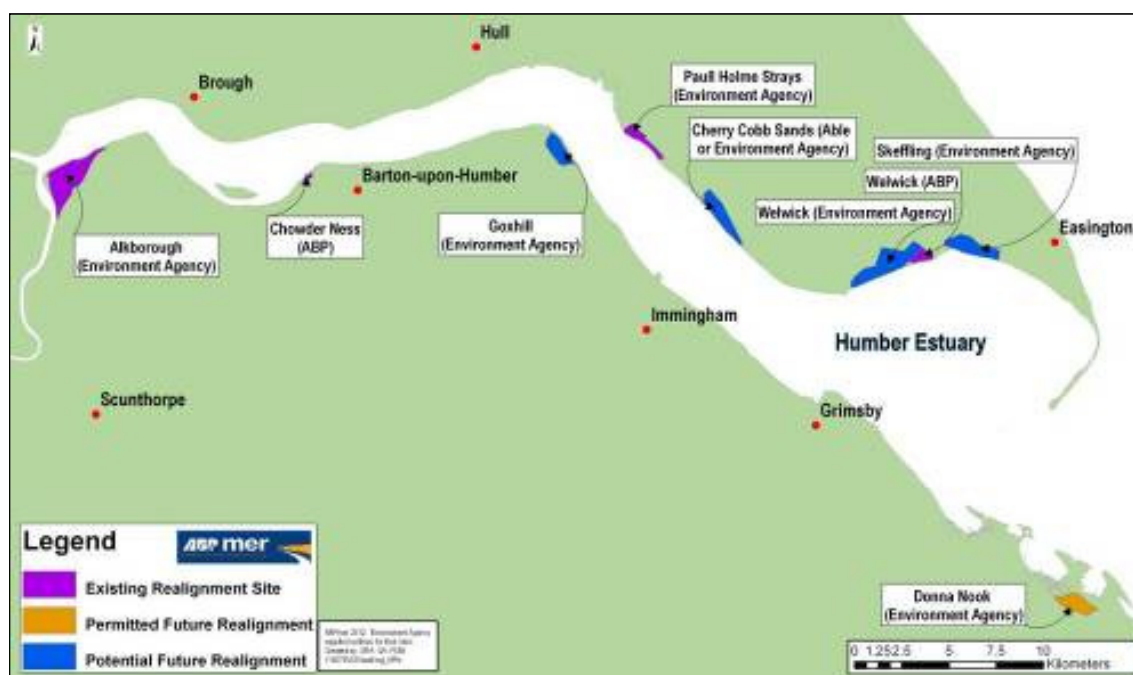 N
Hull
Brough
Paull Holme Strays
(Environment Agency)
Cherry Cobb Sands (Able
or Environment Agency)
Skeffling (Environment Agency)
Welwick (ABP)
Welwick (Environment Agency)
Easington
Barton-upon-Humber
Chowder Ness
(ABP)
Goxhill
(Environment Agency)
Alkborough
(Environment Agency)
Immingham
Humber Estuary
Scunthorpe
Grimsby
Donna Nook
(Environment Agency)
Legend
ABP mer
Existing Realignment Site
Permitted Future Realignment
Potential Future Realignment
0 1.25 2.5 5 7.5 10
Kilometers